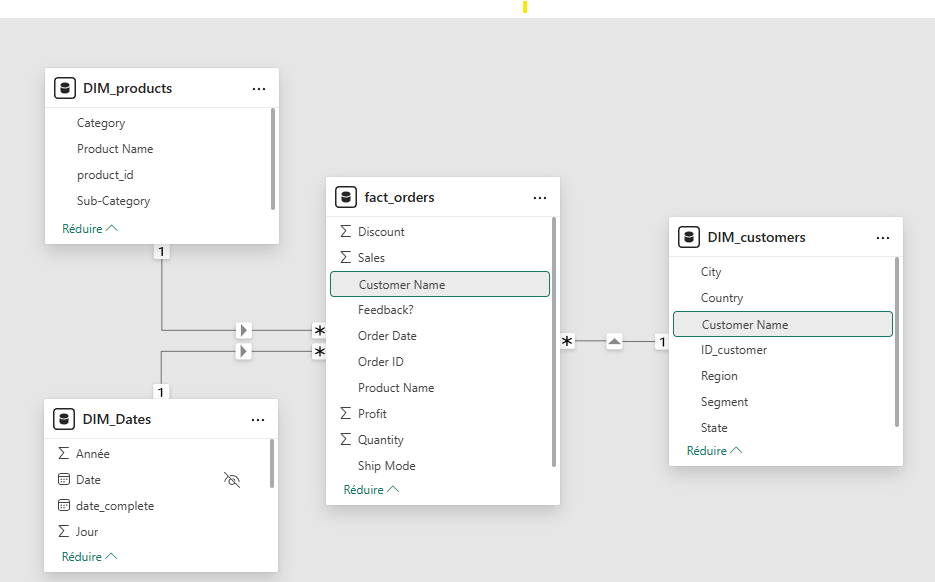 DIM_products
Category
Product Name
product_id
Sub-Category
Réduire
1
fact_orders
Discount
Sales
Customer Name
Feedback?
Order Date
Order ID
Product Name
Profit
Quantity
Ship Mode
Réduire
*
*
*
1
DIM_customers
City
Country
Customer Name
ID_customer
Region
Segment
State
Réduire
1
DIM_Dates
Année
Date
date_complete
Jour
Réduire